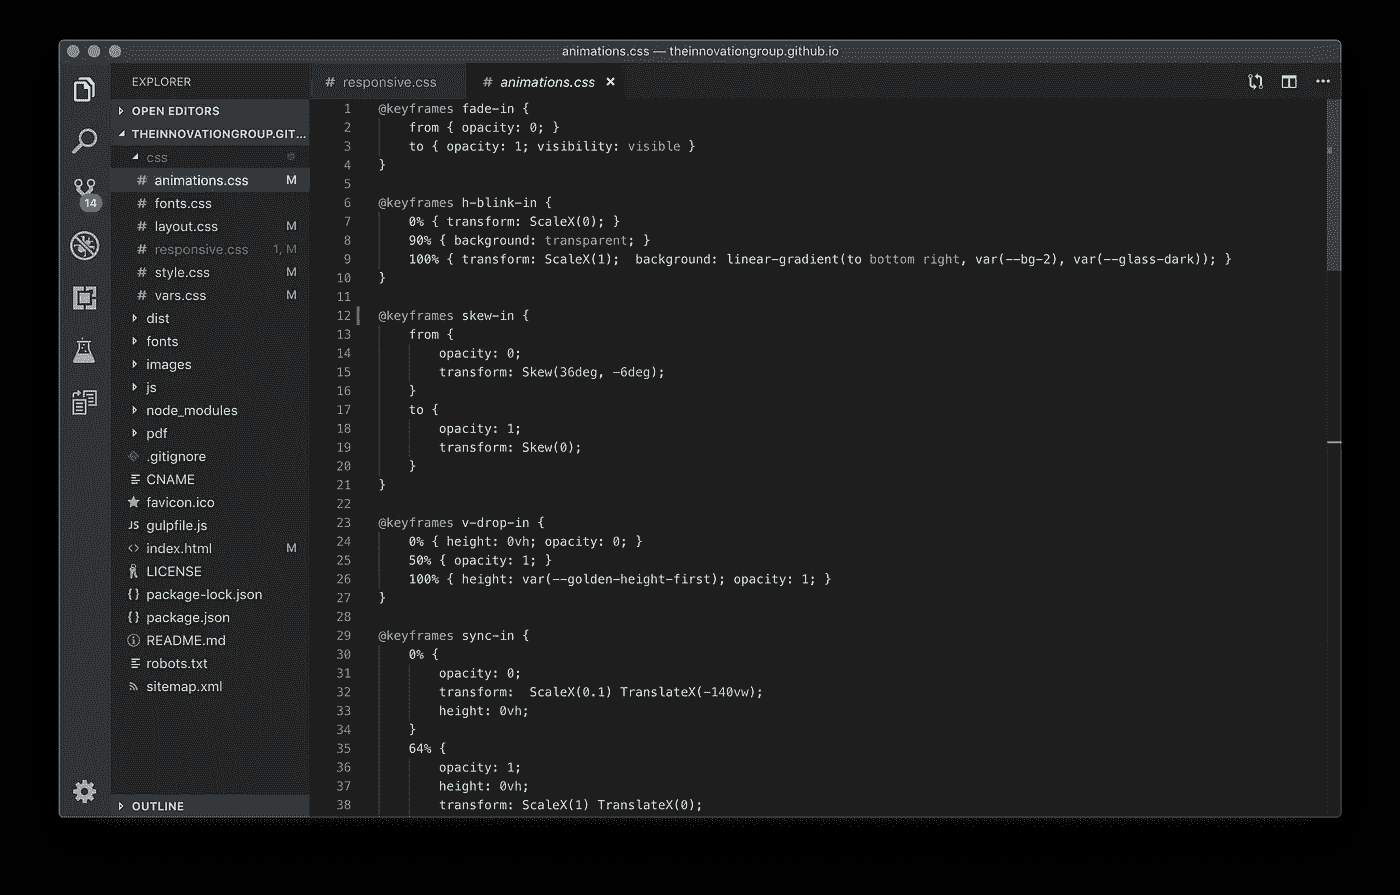 animations.css — theinnovationgroup.github.io
EXPLORER
OPEN EDITORS
THEINNOVATIONGROUP.GIT...
css
# animations.css M
# fonts.css
# layout.css M
# responsive.css 1, M
# style.css M
# vars.css M
dist
fonts
images
js
node_modules
pdf
.gitignore
CNAME
favicon.ico
JS gulpfile.js
<> index.html M
LICENSE
{} package-lock.json
{} package.json
README.md
robots.txt
sitemap.xml
OUTLINE
14
# responsive.css
# animations.css ×
1 @keyframes fade-in {
2 from { opacity: 0; }
3 to { opacity: 1; visibility: visible }
4 }
5
6 @keyframes h-blink-in {
7 0% { transform: ScaleX(0); }
8 90% { background: transparent; }
9 100% { transform: ScaleX(1);  background: linear-gradient(to bottom right, var(--bg-2), var(--glass-dark)); }
10 }
11
12 @keyframes skew-in {
13 from {
14 opacity: 0;
15 transform: Skew(36deg, -6deg);
16 }
17 to {
18 opacity: 1;
19 transform: Skew(0);
20 }
21 }
22
23 @keyframes v-drop-in {
24 0% { height: 0vh; opacity: 0; }
25 50% { opacity: 1; }
26 100% { height: var(--golden-height-first); opacity: 1; }
27 }
28
29 @keyframes sync-in {
30 0% {
31 opacity: 0;
32 transform:  ScaleX(0.1) TranslateX(-140vw);
33 height: 0vh;
34 }
35 64% {
36 opacity: 1;
37 height: 0vh;
38 transform: ScaleX(1) TranslateX(0);